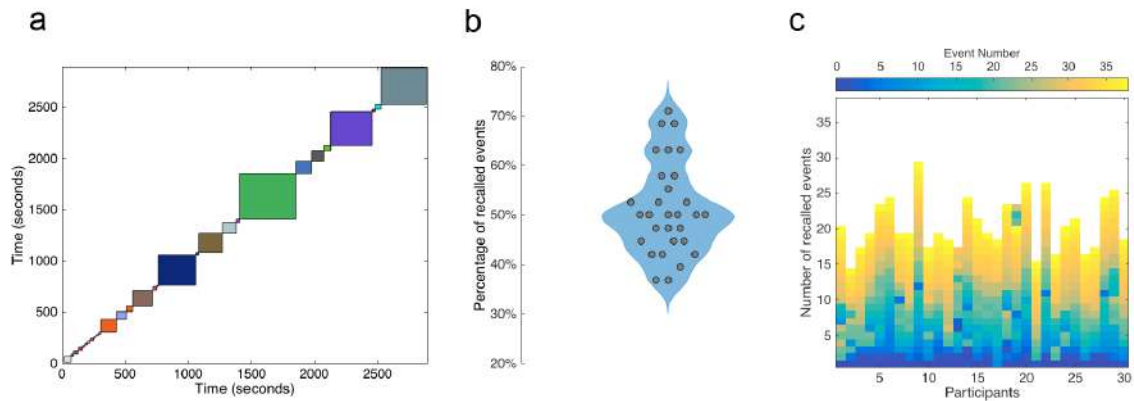 a
Time (seconds)
2500
2000
1500
1000
500
0
0 500 1000 1500 2000 2500
Time (seconds)
b
Percentage of recalled events
80%
70%
60%
50%
40%
30%
20%
c
Event Number
0 5 10 15 20 25 30 35
Number of recalled events
35
30
25
20
15
10
5
5 10 15 20 25 30
Participants